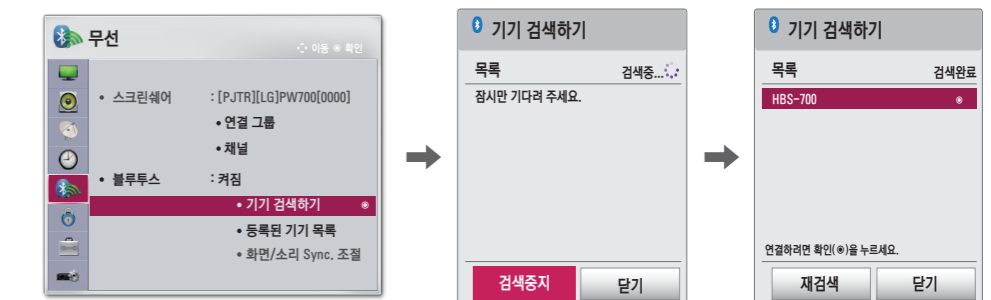 무선
이동 ◉ 확인
• 스크린쉐어 : [PJTR][LG]PW700[0000]
• 연결 그룹
• 채널
• 블루투스 : 켜짐
• 기기 검색하기 ◉
• 등록된 기기 목록
• 화면/소리 Sync. 조절
기기 검색하기
목록 검색중...
잠시만 기다려 주세요.
검색중지 닫기
기기 검색하기
목록 검색완료
HBS-700 ◉
연결하려면 확인(◉)을 누르세요.
재검색 닫기